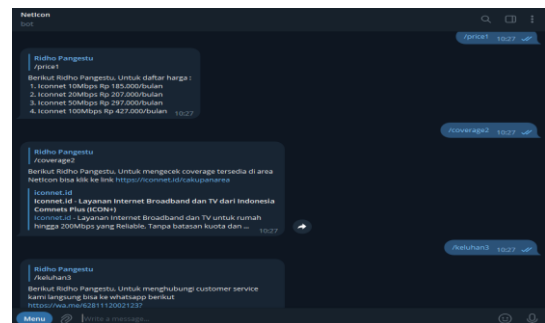 NetIcon
bot
/price1 10:27
Ridho Pangestu
/price1
Berikut Ridho Pangestu, Untuk daftar harga :
1. Iconnet 10Mbps Rp 185.000/bulan
2. Iconnet 20Mbps Rp 207.000/bulan
3. Iconnet 50Mbps Rp 297.000/bulan
4. Iconnet 100Mbps Rp 427.000/bulan 10:27
/coverage2 10:27
Ridho Pangestu
/coverage2
Berikut Ridho Pangestu, Untuk mengecek coverage tersedia di area
NetIcon bisa klik ke link https://iconnet.id/cakupanarea
iconnet.id
Iconnet.id - Layanan Internet Broadband dan TV dari Indonesia
Comnets Plus (ICON+)
Iconnet.id - Layanan Internet Broadband dan TV untuk rumah
hingga 200Mbps yang Reliable, Tanpa batasan kuota dan ... 10:27
/keluhan3 10:27
Ridho Pangestu
/keluhan3
Berikut Ridho Pangestu, Untuk menghubungi customer service
kami langsung bisa ke whatsapp berikut
https://wa.me/6281112002123?
Menu Write a message...